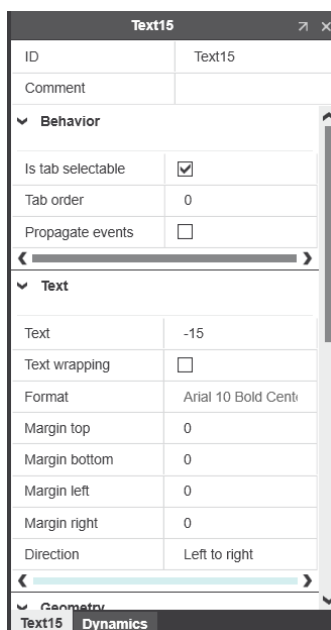 Text15
ID Text15
Comment
Behavior
Is tab selectable
Tab order 0
Propagate events
Text
Text -15
Text wrapping
Format Arial 10 Bold Cent
Margin top 0
Margin bottom 0
Margin left 0
Margin right 0
Direction Left to right
Geometry
Text15 Dynamics